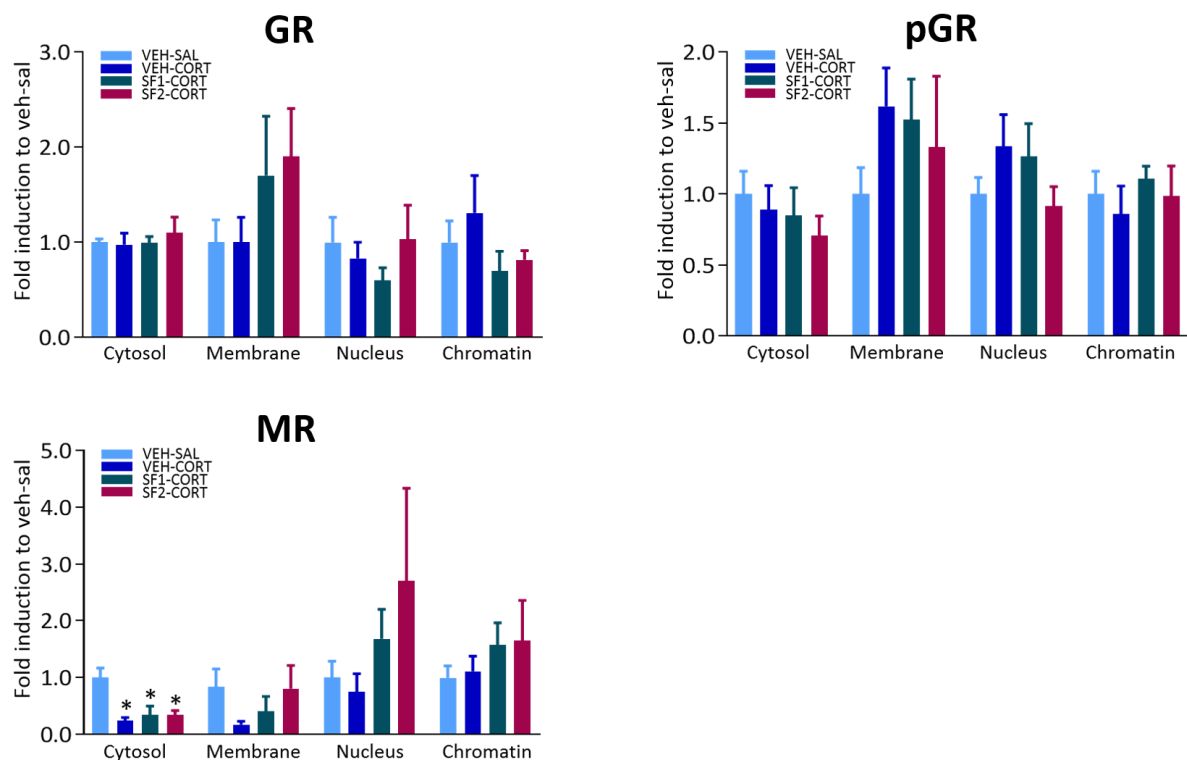 GR
Fold induction to veh-sal
3.0
2.0
1.0
0.0
VEH-SAL
VEH-CORT
SF1-CORT
SF2-CORT
Cytosol Membrane Nucleus Chromatin
pGR
Fold induction to veh-sal
2.0
1.5
1.0
0.5
0.0
VEH-SAL
VEH-CORT
SF1-CORT
SF2-CORT
Cytosol Membrane Nucleus Chromatin
MR
Fold induction to veh-sal
5.0
4.0
3.0
2.0
1.0
0.0
VEH-SAL
VEH-CORT
SF1-CORT
SF2-CORT
* * *
Cytosol Membrane Nucleus Chromatin